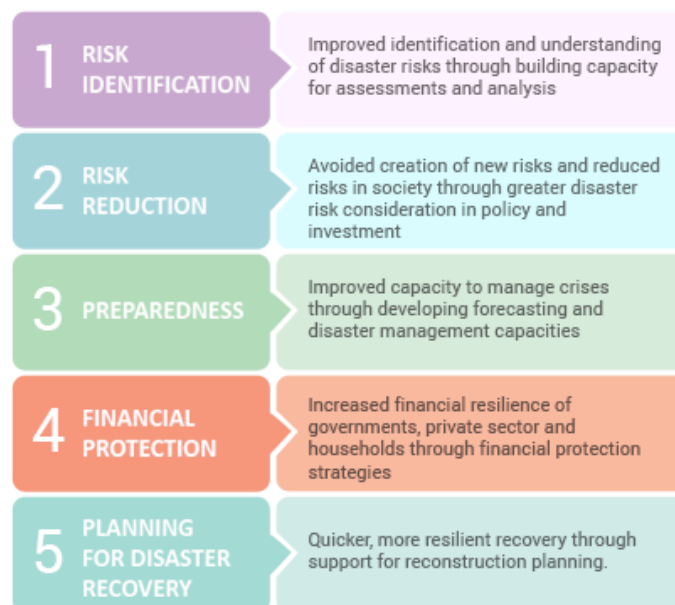 1
RISK
IDENTIFICATION
Improved identification and understanding
of disaster risks through building capacity
for assessments and analysis
2
RISK
REDUCTION
Avoided creation of new risks and reduced
risks in society through greater disaster
risk consideration in policy and
investment
3
PREPAREDNESS
Improved capacity to manage crises
through developing forecasting and
disaster management capacities
4
FINANCIAL
PROTECTION
Increased financial resilience of
governments, private sector and
households through financial protection
strategies
5
PLANNING
FOR DISASTER
RECOVERY
Quicker, more resilient recovery through
support for reconstruction planning.